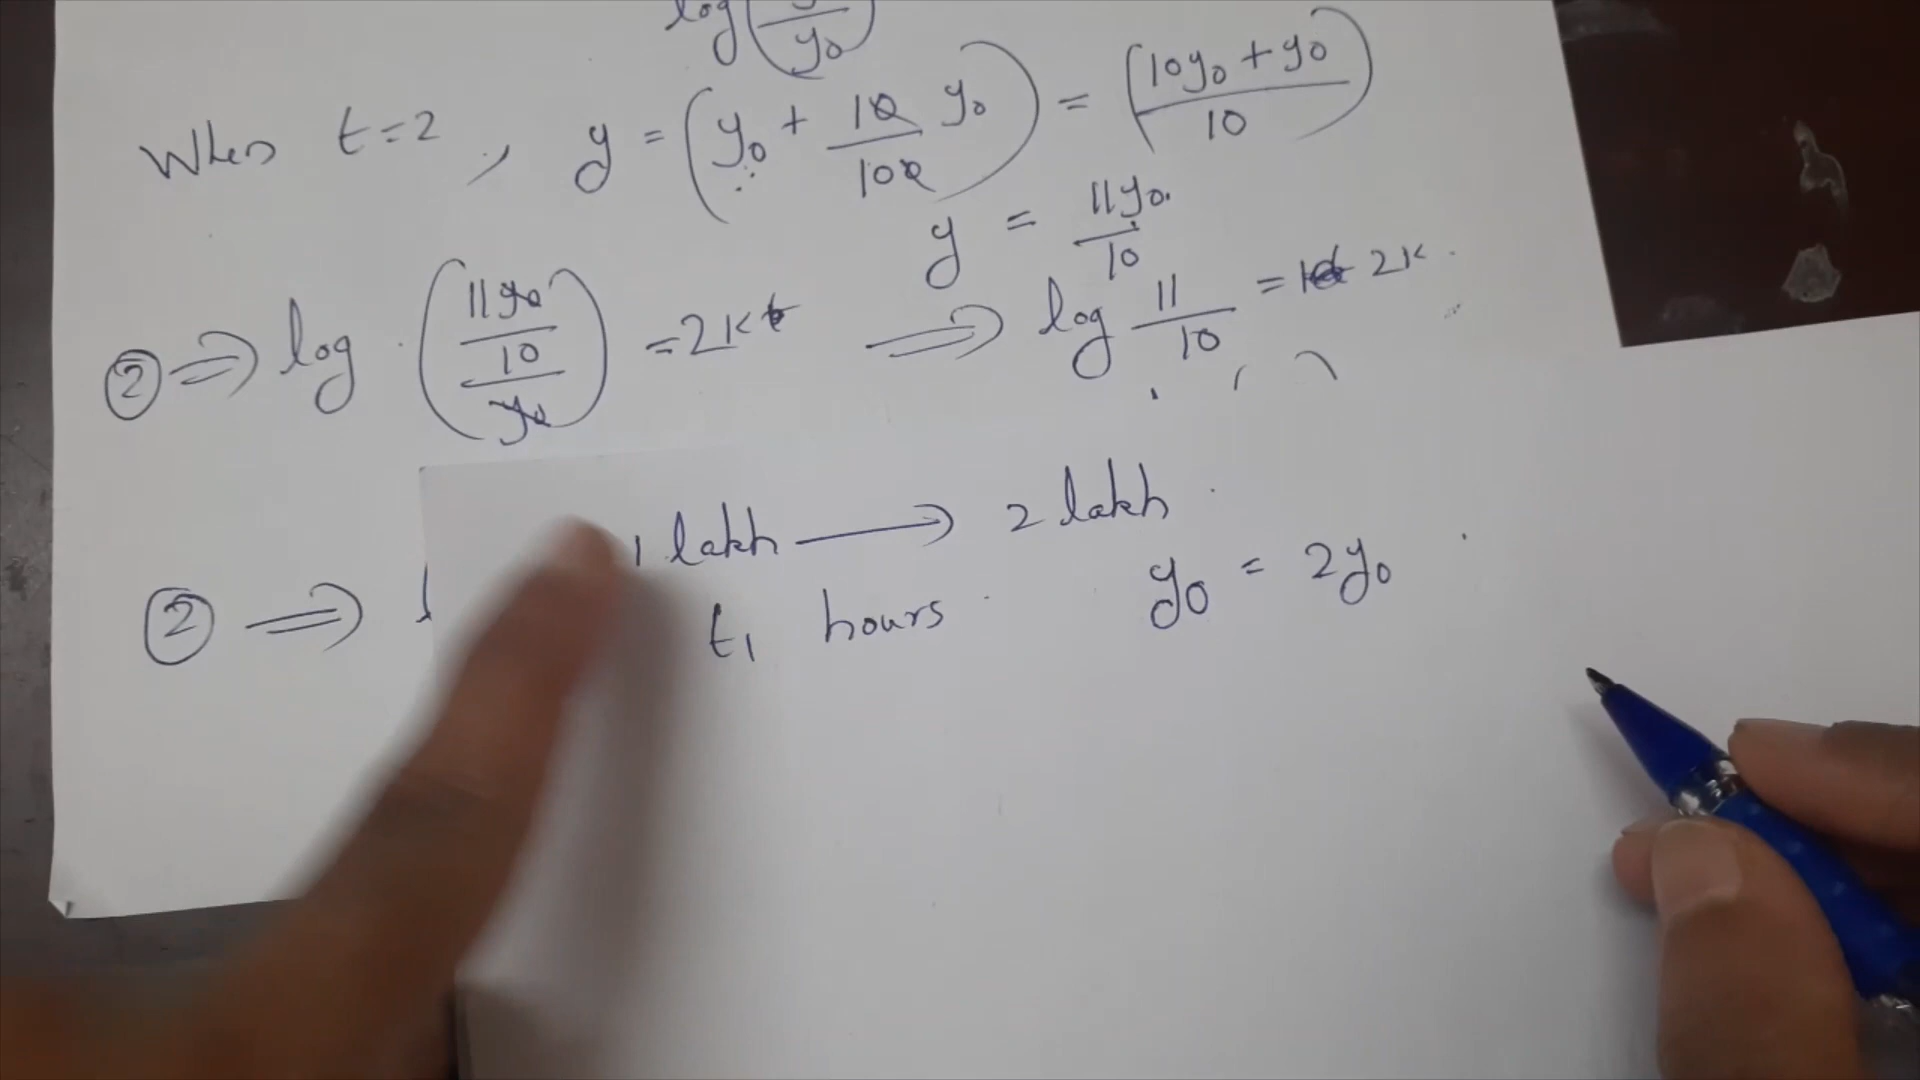 log(y/y0)
When t=2, y = (y0 + 10/100 y0) = (10y0 + y0 / 10)
y = 11y0/10
② ⇒ log (11y0/10 / y0) = 2k ⇒ log 11/10 = 2k.
1 lakh → 2 lakh
② ⇒ l t1 hours y0 = 2y0